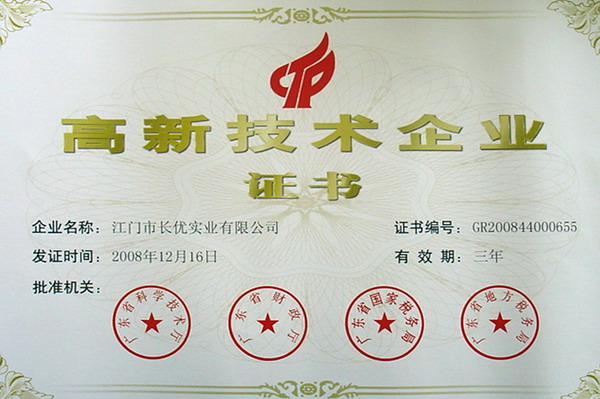 高新技术企业
证书
企业名称：江门市长优实业有限公司 证书编号：GR200844000655
发证时间：2008年12月16日 有效期：三年
批准机关：
广东省科学技术厅
广东省财政厅
广东省国家税务局
广东省地方税务局